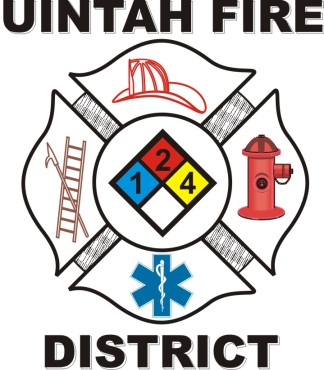 UINTAH FIRE
2
1 4
DISTRICT